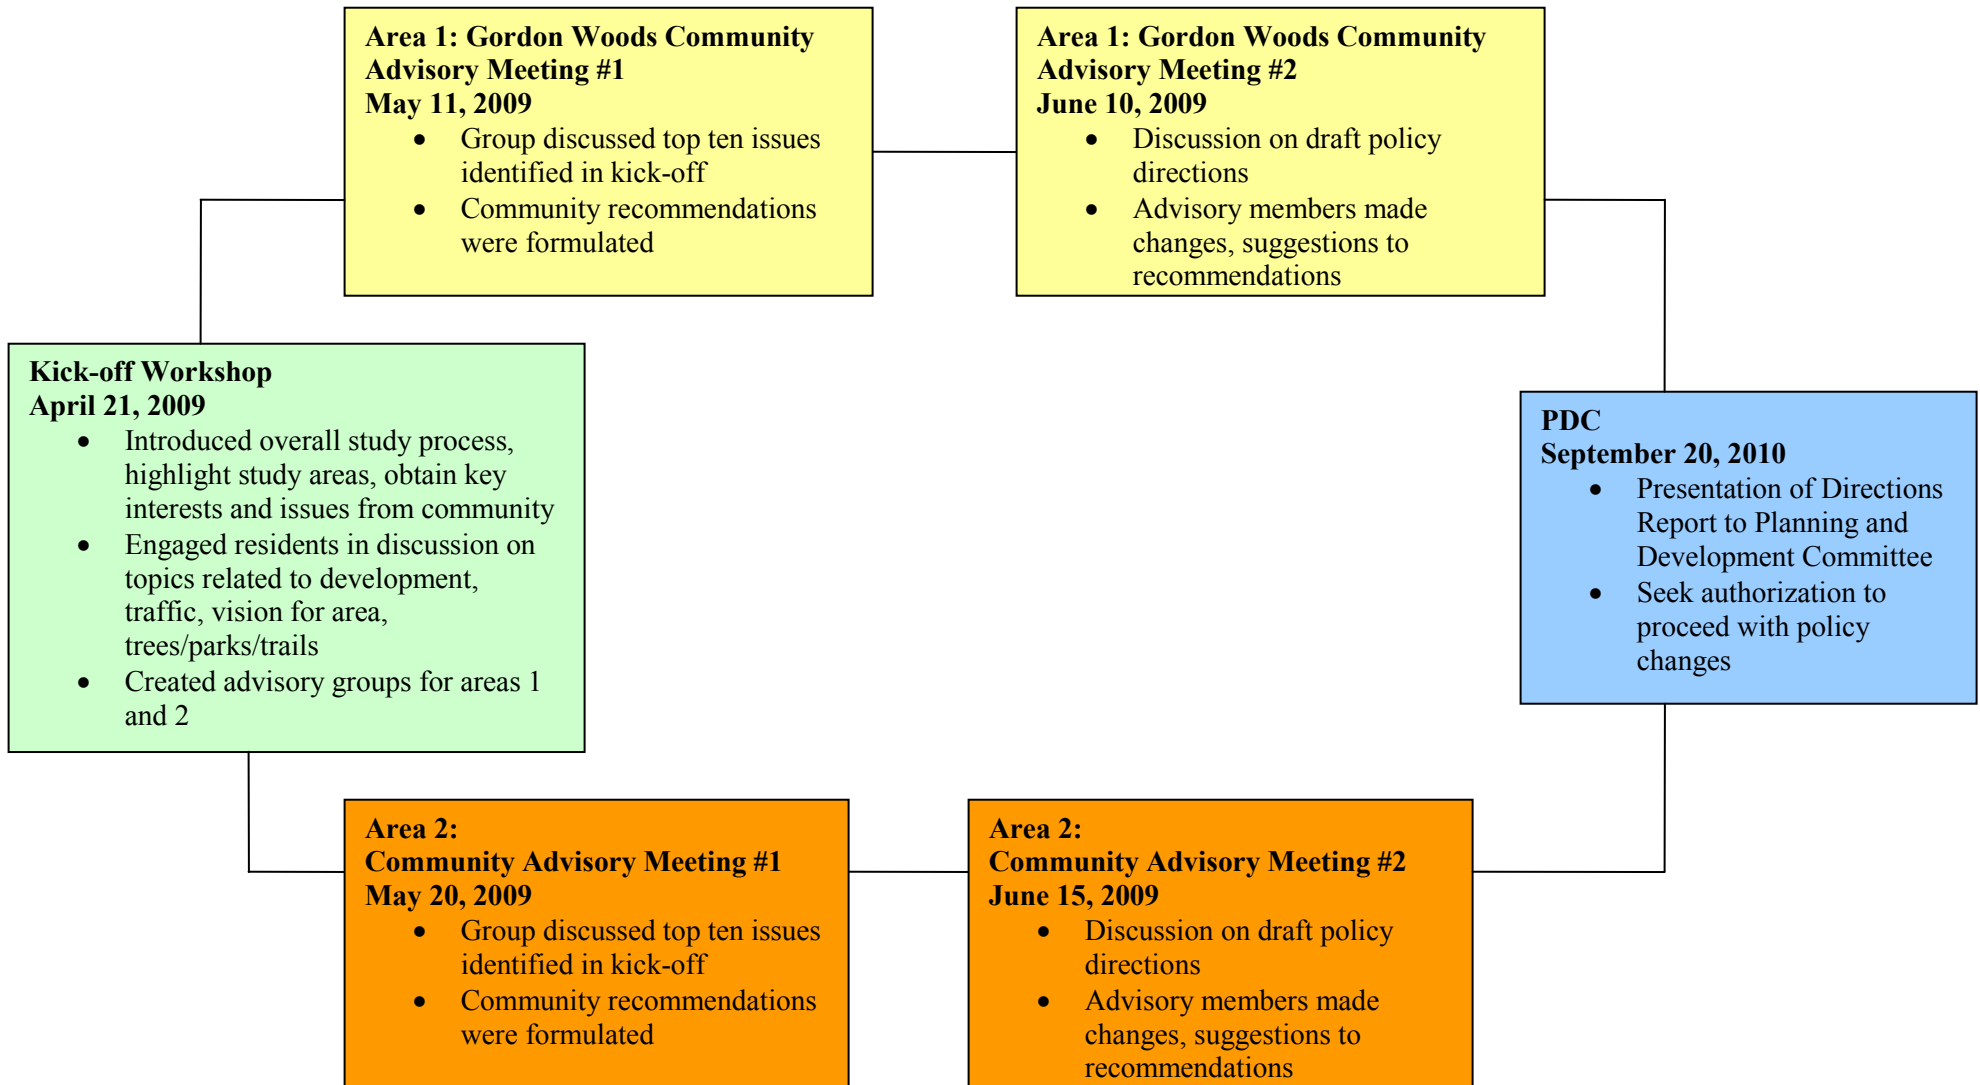 Area 1: Gordon Woods Community
Advisory Meeting #1
May 11, 2009
• Group discussed top ten issues
identified in kick-off
• Community recommendations
were formulated
Area 1: Gordon Woods Community
Advisory Meeting #2
June 10, 2009
• Discussion on draft policy
directions
• Advisory members made
changes, suggestions to
recommendations
Kick-off Workshop
April 21, 2009
• Introduced overall study process,
highlight study areas, obtain key
interests and issues from community
• Engaged residents in discussion on
topics related to development,
traffic, vision for area,
trees/parks/trails
• Created advisory groups for areas 1
and 2
PDC
September 20, 2010
• Presentation of Directions
Report to Planning and
Development Committee
• Seek authorization to
proceed with policy
changes
Area 2:
Community Advisory Meeting #1
May 20, 2009
• Group discussed top ten issues
identified in kick-off
• Community recommendations
were formulated
Area 2:
Community Advisory Meeting #2
June 15, 2009
• Discussion on draft policy
directions
• Advisory members made
changes, suggestions to
recommendations